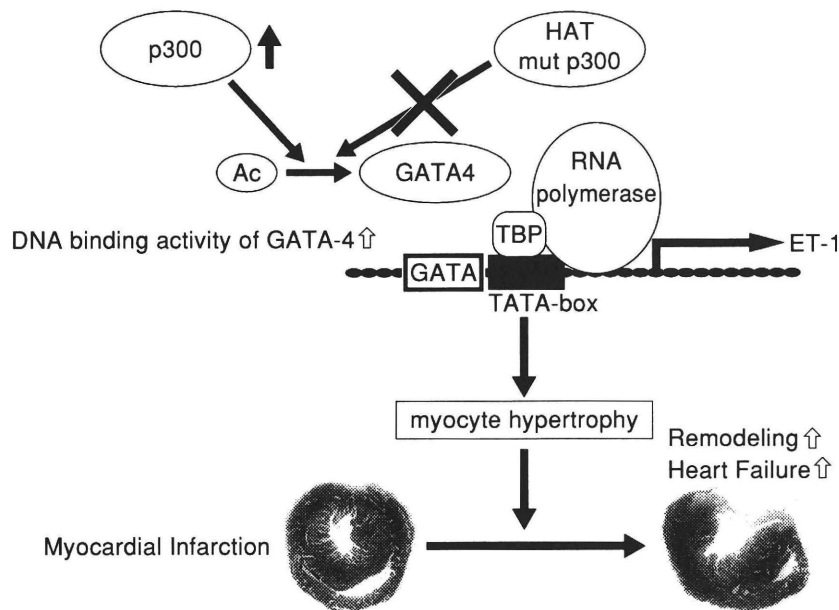 p300
HAT
mut p300
Ac
GATA4
RNA
polymerase
DNA binding activity of GATA-4⇧
TBP
ET-1
GATA
TATA-box
myocyte hypertrophy
Remodeling⇧
Heart Failure⇧
Myocardial Infarction